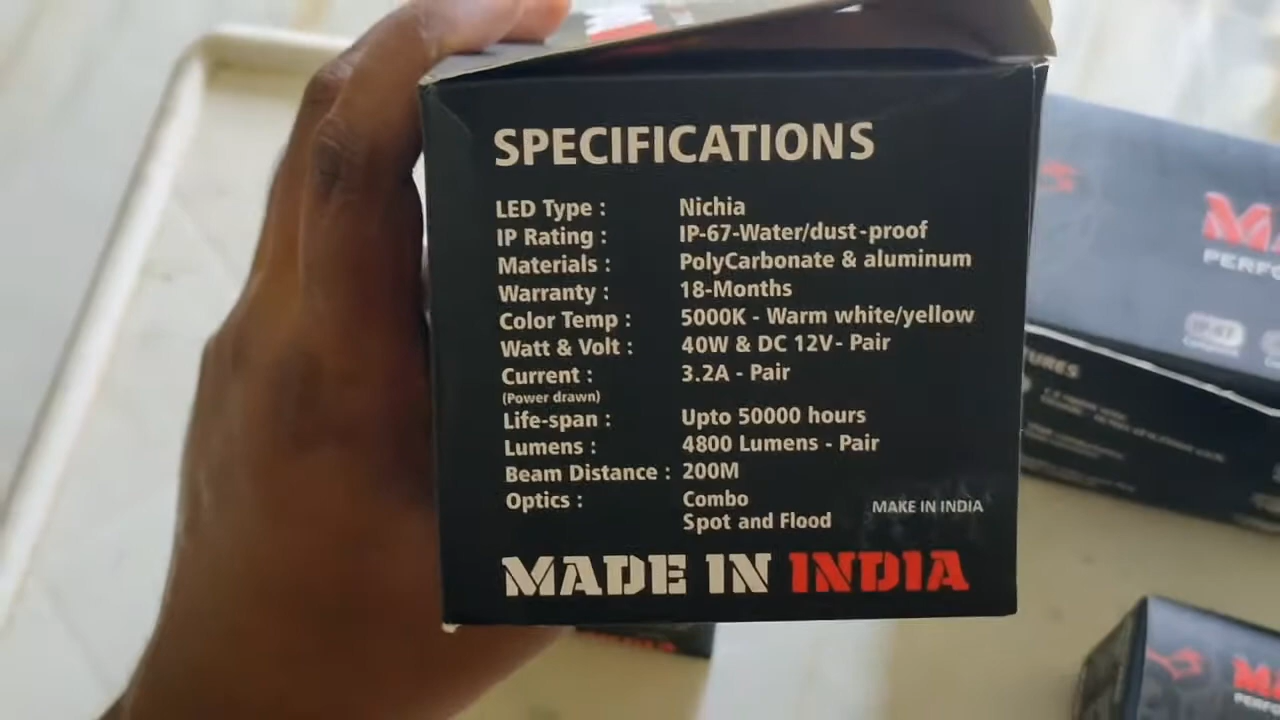 SPECIFICATIONS
LED Type : Nichia
IP Rating : IP-67-Water/dust-proof
Materials : PolyCarbonate & aluminum
Warranty : 18-Months
Color Temp : 5000K - Warm white/yellow
Watt & Volt : 40W & DC 12V- Pair
Current : 3.2A - Pair
(Power drawn)
Life-span : Upto 50000 hours
Lumens : 4800 Lumens - Pair
Beam Distance : 200M
Optics : Combo
Spot and Flood
MAKE IN INDIA
MADE IN INDIA